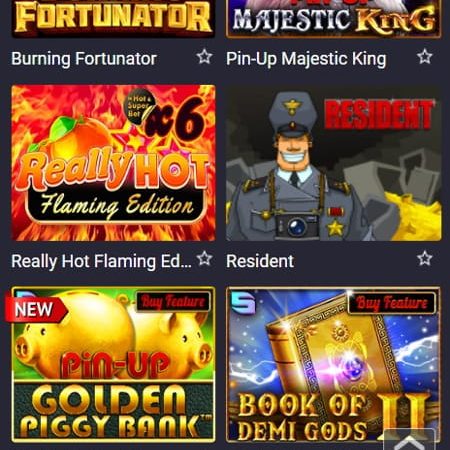 FORTUNATOR
MAJESTIC KING
Burning Fortunator
Pin-Up Majestic King
Hot &
Super
Bet
x6
Really HOT
Flaming Edition
RESIDENT
Really Hot Flaming Ed...
Resident
NEW
Buy Feature
PIN-UP
GOLDEN
PIGGY BANK™
Buy Feature
BOOK OF
DEMI GODS II